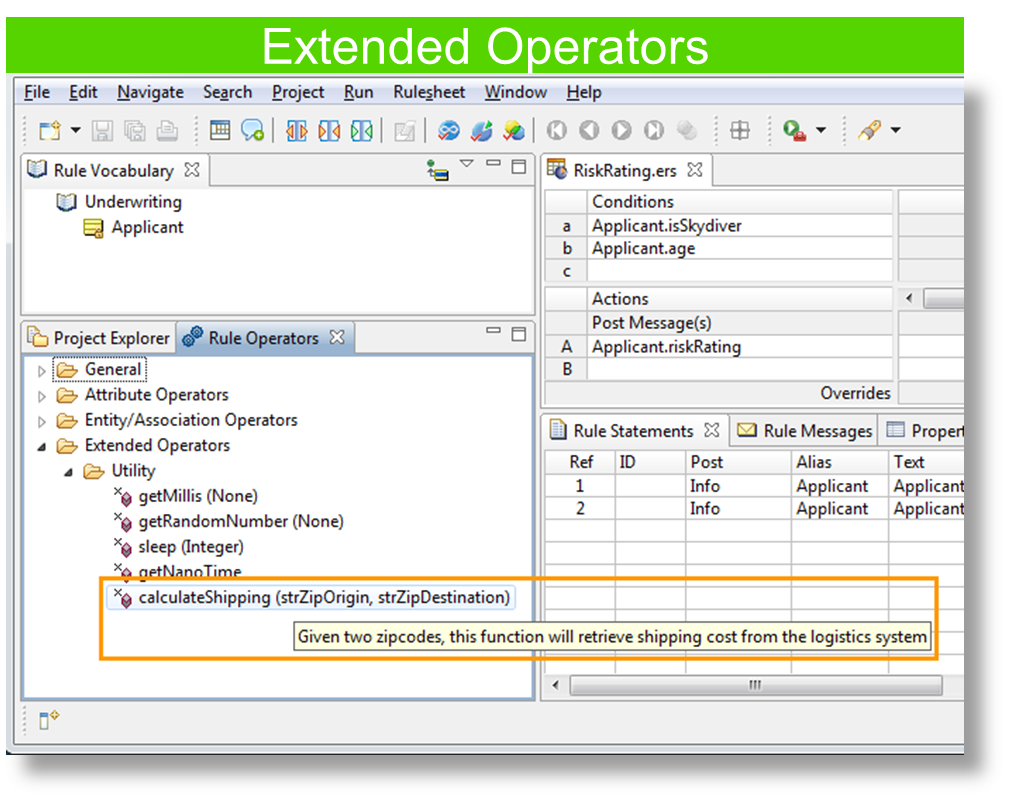 Extended Operators
File Edit Navigate Search Project Run Rulesheet Window Help
Rule Vocabulary
Underwriting
Applicant
RiskRating.ers
Conditions
a Applicant.isSkydiver
b Applicant.age
c
Actions
Post Message(s)
A Applicant.riskRating
B
Overrides
Project Explorer Rule Operators
General
Attribute Operators
Entity/Association Operators
Extended Operators
Utility
getMillis (None)
getRandomNumber (None)
sleep (Integer)
getNanoTime
calculateShipping (strZipOrigin, strZipDestination)
Given two zipcodes, this function will retrieve shipping cost from the logistics system
Rule Statements Rule Messages Propert
Ref ID Post Alias Text
1 Info Applicant Applicant
2 Info Applicant Applicant